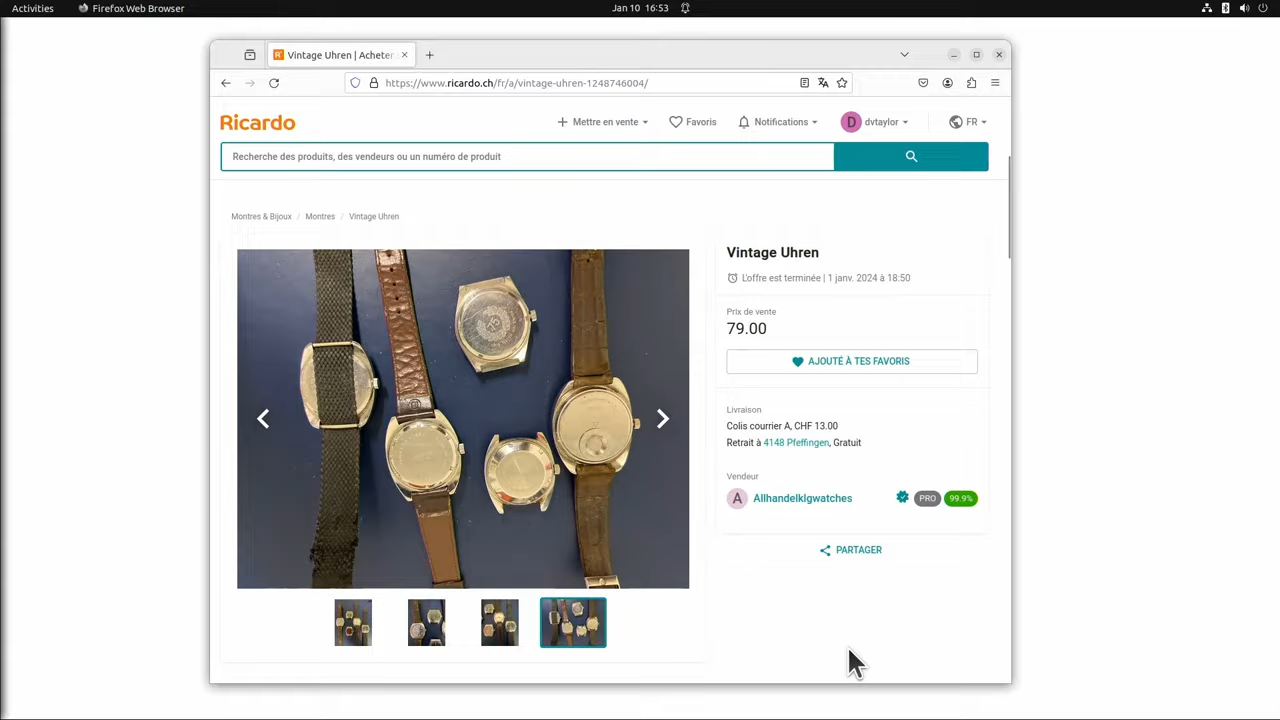 Activities
Firefox Web Browser
Jan 10 16:53
Vintage Uhren | Acheter
https://www.ricardo.ch/fr/a/vintage-uhren-1248746004/
Ricardo
Mettre en vente
Favoris
Notifications
D
dvtaylor
FR
Recherche des produits, des vendeurs ou un numéro de produit
Montres & Bijoux / Montres / Vintage Uhren
Vintage Uhren
L'offre est terminée | 1 janv. 2024 à 18:50
Prix de vente
79.00
AJOUTÉ À TES FAVORIS
Livraison
Colis courrier A, CHF 13.00
Retrait à 4148 Pfeffingen, Gratuit
Vendeur
A
Allhandelklgwatches
PRO
99.9%
PARTAGER